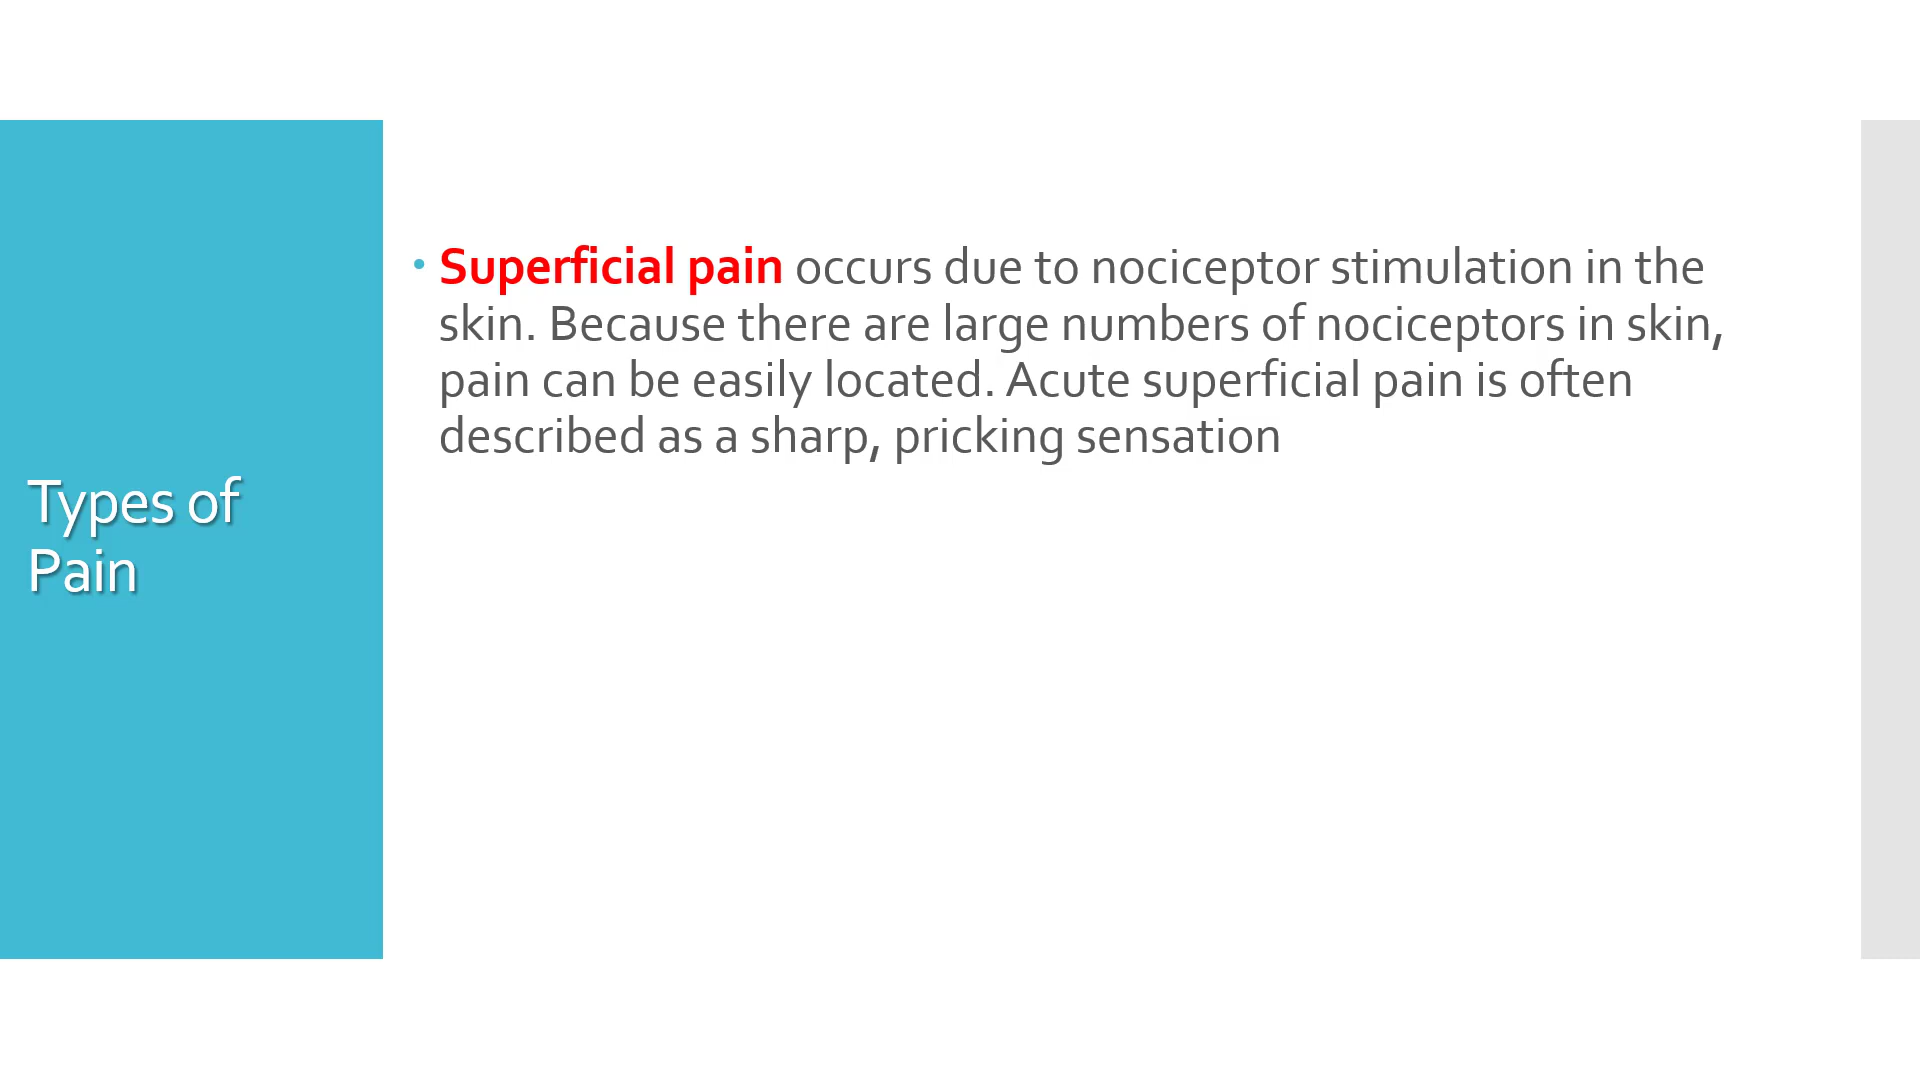 Types of
Pain
• Superficial pain occurs due to nociceptor stimulation in the
skin. Because there are large numbers of nociceptors in skin,
pain can be easily located. Acute superficial pain is often
described as a sharp, pricking sensation